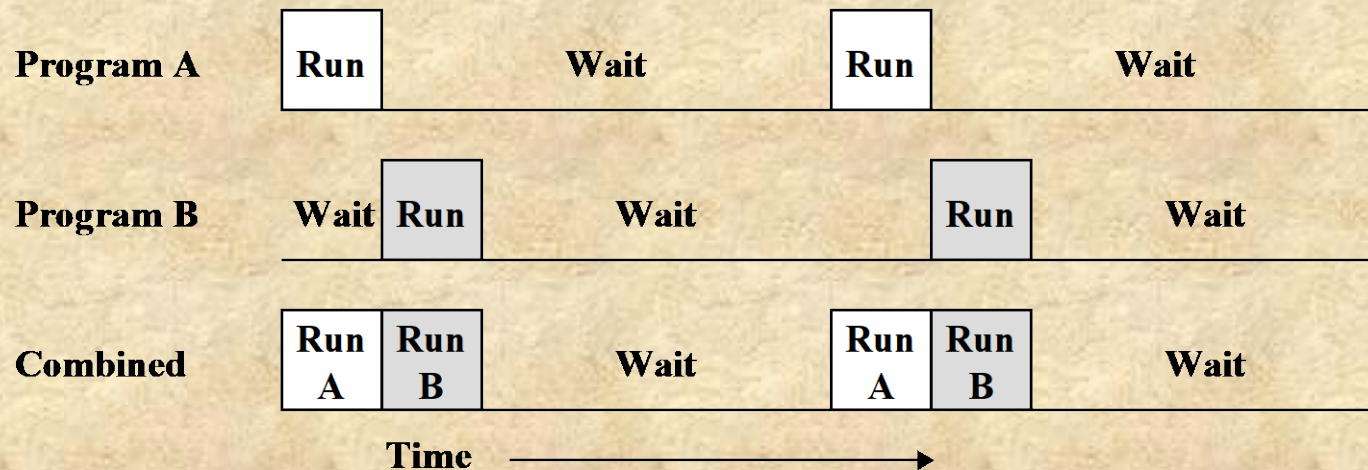 Program A Run Wait Run Wait
Program B Wait Run Wait Run Wait
Combined Run A Run B Wait Run A Run B Wait
Time